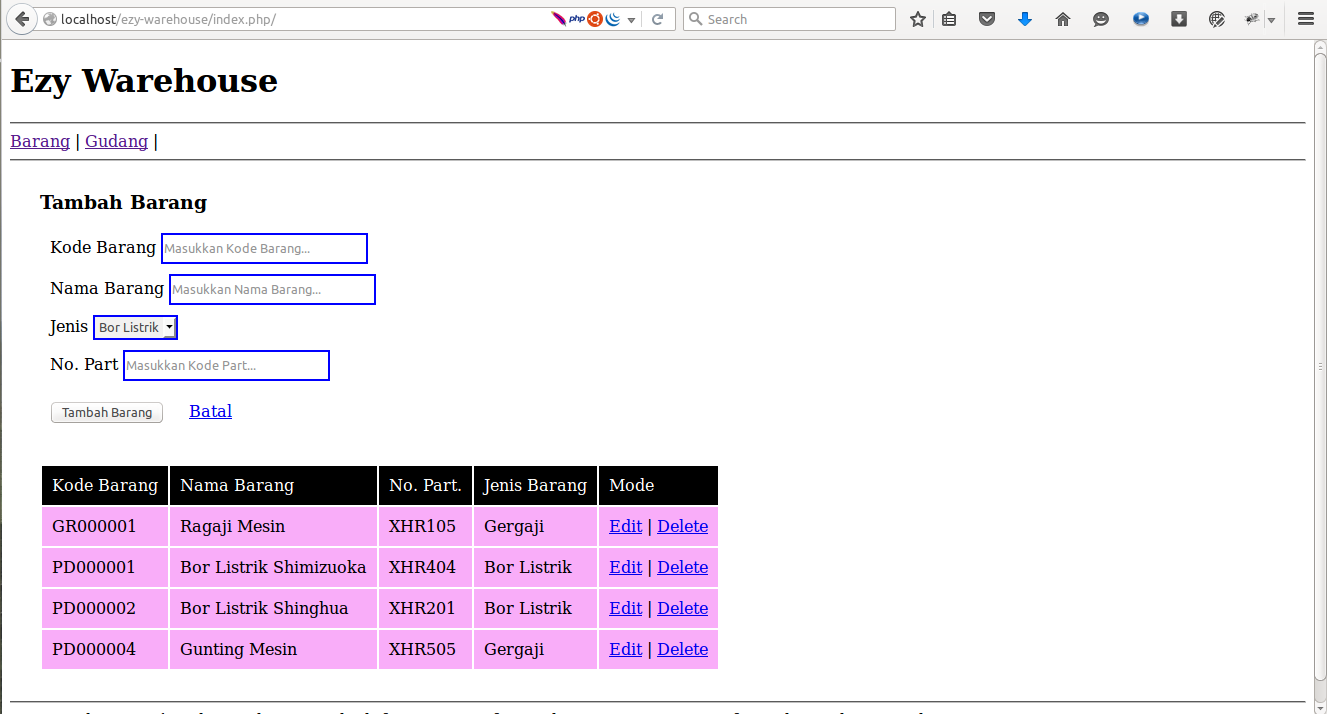 localhost/ezy-warehouse/index.php/ php Search
Ezy Warehouse
Barang | Gudang |
Tambah Barang
Kode Barang Masukkan Kode Barang...
Nama Barang Masukkan Nama Barang...
Jenis Bor Listrik
No. Part Masukkan Kode Part...
Tambah Barang Batal
Kode Barang Nama Barang No. Part. Jenis Barang Mode
GR000001 Ragaji Mesin XHR105 Gergaji Edit | Delete
PD000001 Bor Listrik Shimizuoka XHR404 Bor Listrik Edit | Delete
PD000002 Bor Listrik Shinghua XHR201 Bor Listrik Edit | Delete
PD000004 Gunting Mesin XHR505 Gergaji Edit | Delete